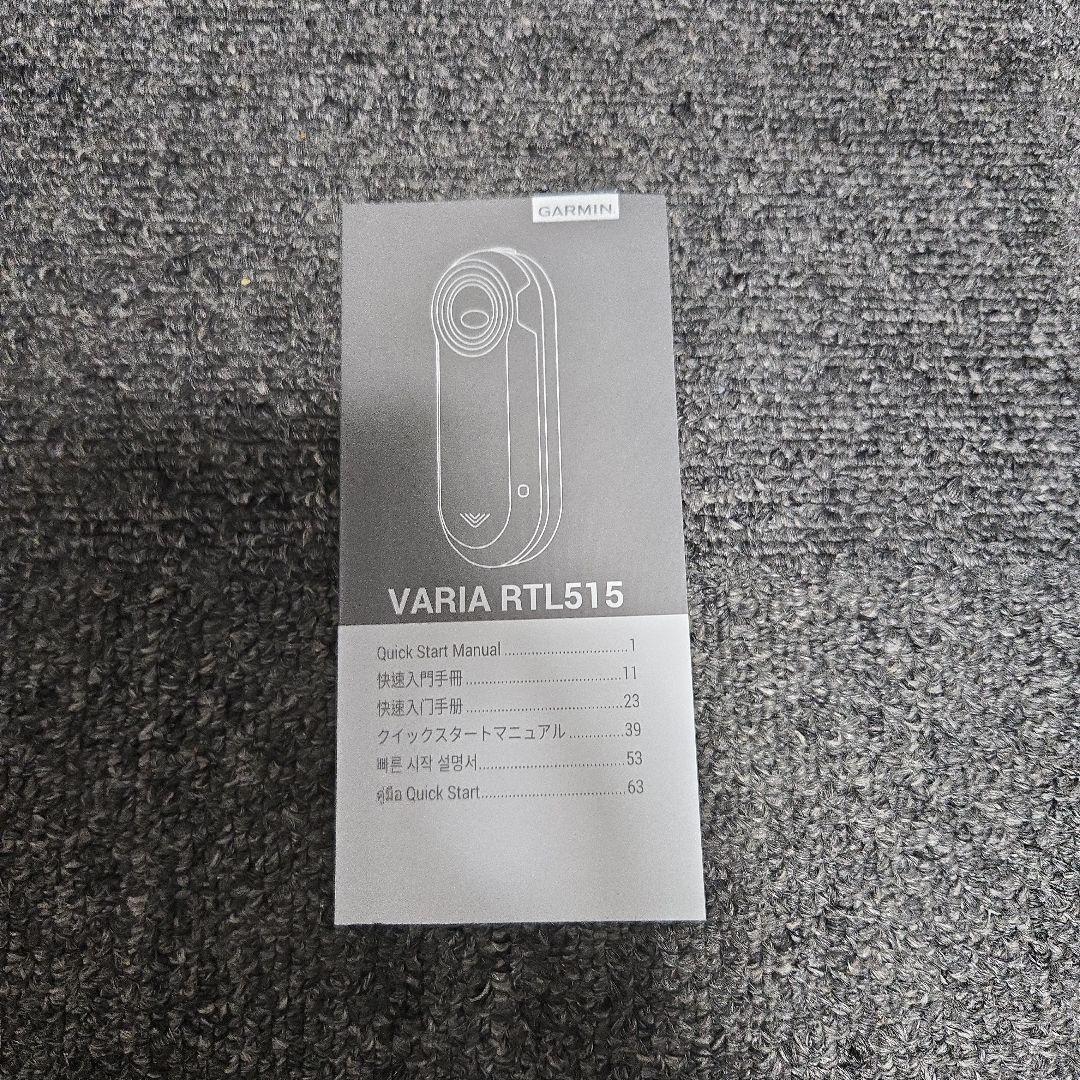 GARMIN
VARIA RTL515
Quick Start Manual ............................... 1
快速入門手冊 ....................................... 11
快速入门手册 ....................................... 23
クイックスタートマニュアル .............. 39
빠른 시작 설명서..................................... 53
คู่มือ Quick Start.................................... 63